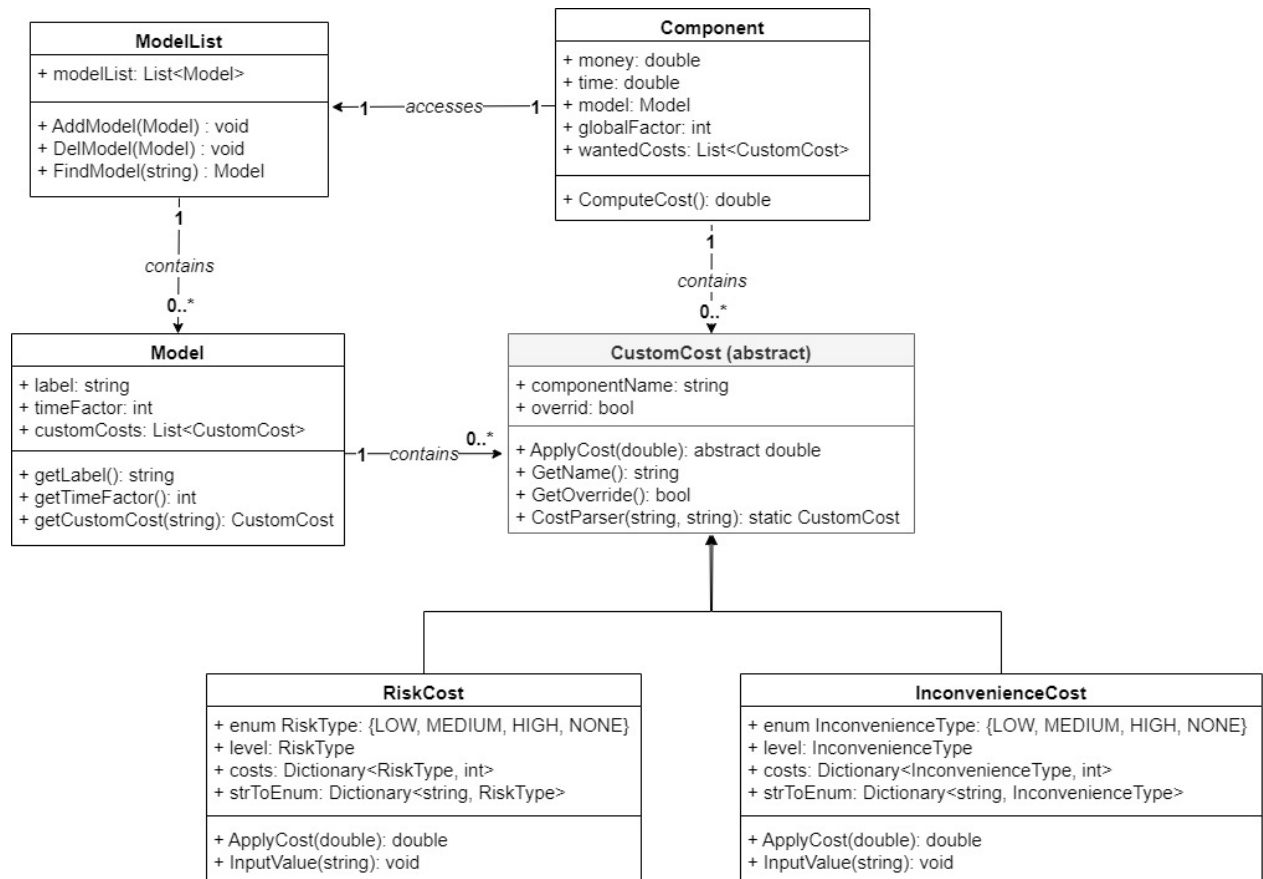 ModelList
+ modelList: List<Model>
+ AddModel(Model) : void
+ DelModel(Model) : void
+ FindModel(string) : Model
Component
+ money: double
+ time: double
+ model: Model
+ globalFactor: int
+ wantedCosts: List<CustomCost>
+ ComputeCost(): double
1
accesses
1
1
contains
0..*
1
contains
0..*
Model
+ label: string
+ timeFactor: int
+ customCosts: List<CustomCost>
+ getLabel(): string
+ getTimeFactor(): int
+ getCustomCost(string): CustomCost
1
contains
0..*
CustomCost (abstract)
+ componentName: string
+ overrid: bool
+ ApplyCost(double): abstract double
+ GetName(): string
+ GetOverride(): bool
+ CostParser(string, string): static CustomCost
RiskCost
+ enum RiskType: {LOW, MEDIUM, HIGH, NONE}
+ level: RiskType
+ costs: Dictionary<RiskType, int>
+ strToEnum: Dictionary<string, RiskType>
+ ApplyCost(double): double
+ InputValue(string): void
InconvenienceCost
+ enum InconvenienceType: {LOW, MEDIUM, HIGH, NONE}
+ level: InconvenienceType
+ costs: Dictionary<InconvenienceType, int>
+ strToEnum: Dictionary<string, InconvenienceType>
+ ApplyCost(double): double
+ InputValue(string): void